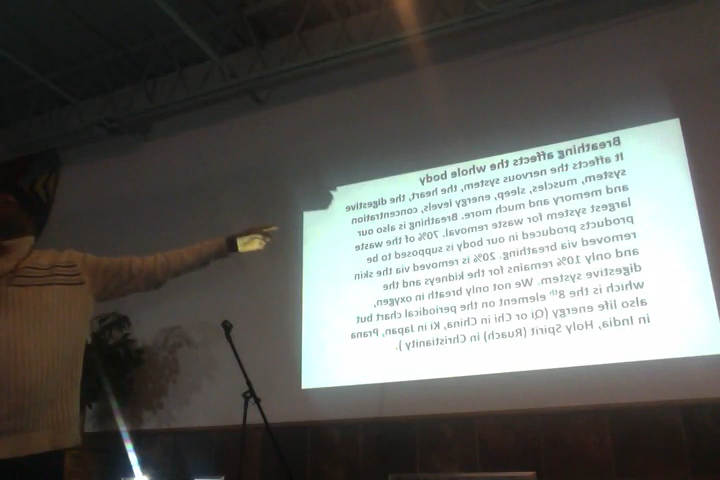 Breathing affects the whole body
It affects the nervous system, the heart, the digestive
system, muscles, sleep, energy levels, concentration
and memory and much more. Breathing is also our
largest system for waste removal. 70% of the waste
products produced in our body is supposed to be
removed via breathing. 20% is removed via the skin
and only 10% remains for the kidneys and the
digestive system. We not only breath in oxygen,
which is the 8th element on the periodical chart but
also life energy (Qi or Chi in China, Ki in Japan, Prana
in India, Holy Spirit (Ruach) in Christianity ).